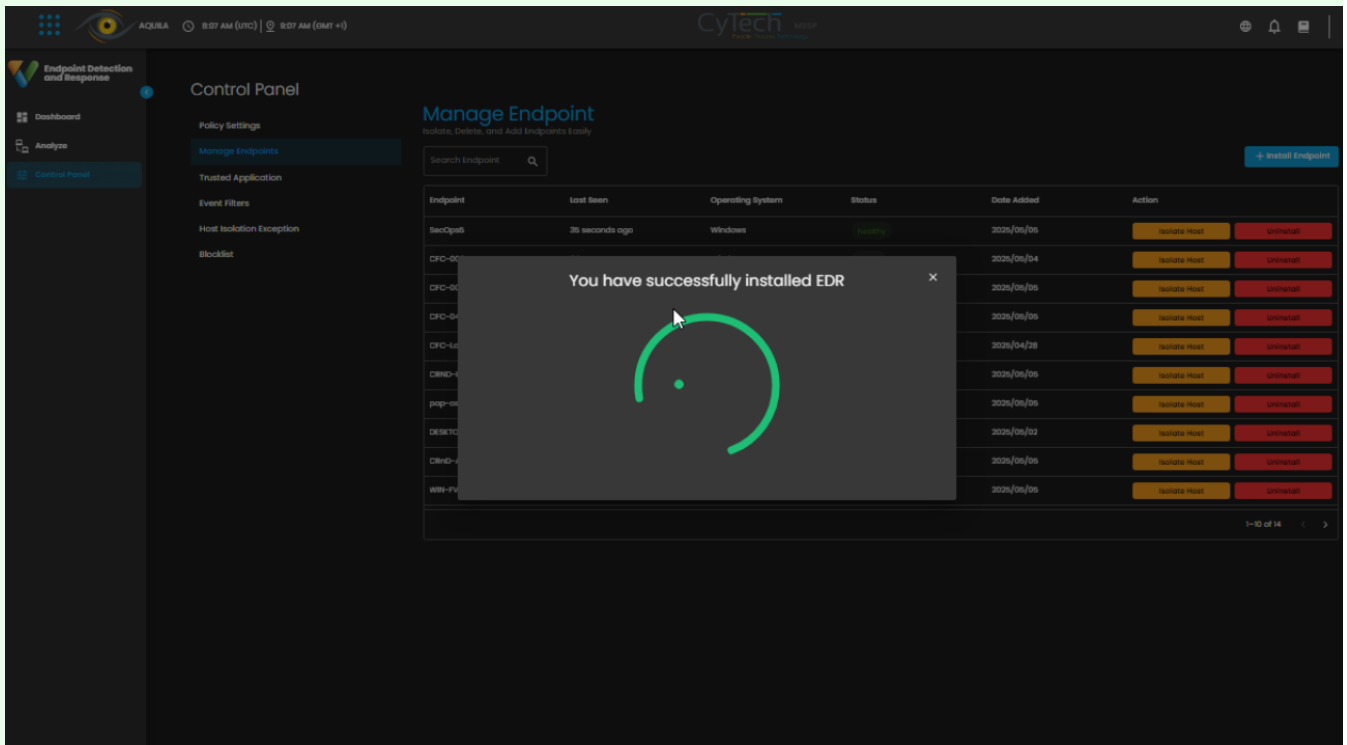 AQUILA 8:07 AM (UTC) | 9:07 AM (GMT +1)
CyTech
Endpoint Detection
and Response
Dashboard
Analyze
Control Panel
Control Panel
Policy Settings
Manage Endpoints
Trusted Application
Event Filters
Host Isolation Exception
Blocklist
Manage Endpoint
Isolate, Delete, and Add Endpoints Easily
Search Endpoint
+ Install Endpoint
Endpoint Last Seen Operating System Status Date Added Action
SecOps5 35 seconds ago Windows healthy 2025/05/05 Isolate Host Uninstall
2025/05/04 Isolate Host Uninstall
2025/05/05 Isolate Host Uninstall
2025/05/05 Isolate Host Uninstall
2025/04/28 Isolate Host Uninstall
2025/05/05 Isolate Host Uninstall
2025/05/05 Isolate Host Uninstall
2025/05/02 Isolate Host Uninstall
2025/05/05 Isolate Host Uninstall
2025/05/05 Isolate Host Uninstall
You have successfully installed EDR ×
1–10 of 14